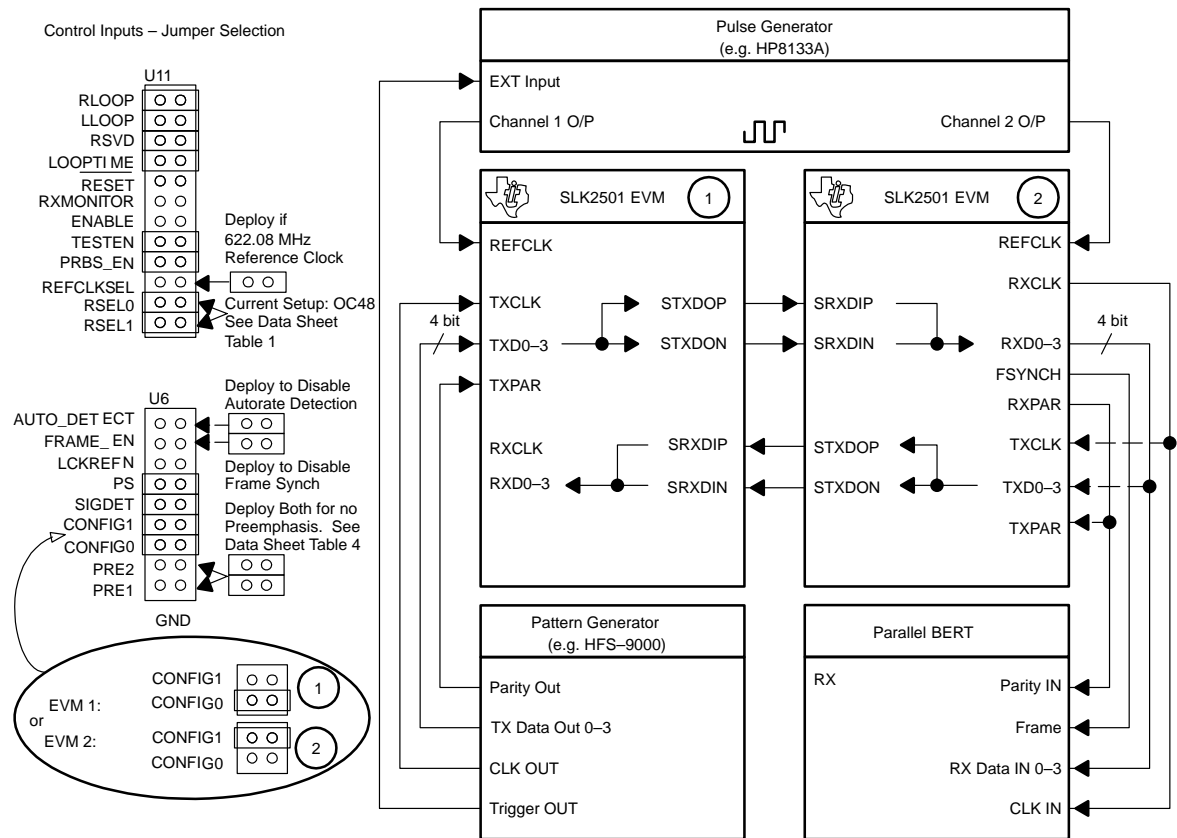 Control Inputs – Jumper Selection
U11
RLOOP
LLOOP
RSVD
LOOPTIME
RESET
RXMONITOR
ENABLE
TESTEN
PRBS_EN
REFCLKSEL
RSEL0
RSEL1
Deploy if
622.08 MHz
Reference Clock
Current Setup: OC48
See Data Sheet
Table 1
U6
AUTO_DETECT
FRAME_EN
LCKREFN
PS
SIGDET
CONFIG1
CONFIG0
PRE2
PRE1
GND
Deploy to Disable
Autorate Detection
Deploy to Disable
Frame Synch
Deploy Both for no
Preemphasis. See
Data Sheet Table 4
EVM 1:
or
EVM 2:
CONFIG1
CONFIG0
1
CONFIG1
CONFIG0
2
Pulse Generator
(e.g. HP8133A)
EXT Input
Channel 1 O/P
Channel 2 O/P
SLK2501 EVM
1
REFCLK
TXCLK
4 bit
TXD0–3
TXPAR
RXCLK
RXD0–3
STXDOP
STXDON
SRXDIP
SRXDIN
SLK2501 EVM
2
SRXDIP
SRXDIN
STXDOP
STXDON
REFCLK
RXCLK
4 bit
RXD0–3
FSYNCH
RXPAR
TXCLK
TXD0–3
TXPAR
Pattern Generator
(e.g. HFS–9000)
Parity Out
TX Data Out 0–3
CLK OUT
Trigger OUT
Parallel BERT
RX
Parity IN
Frame
RX Data IN 0–3
CLK IN